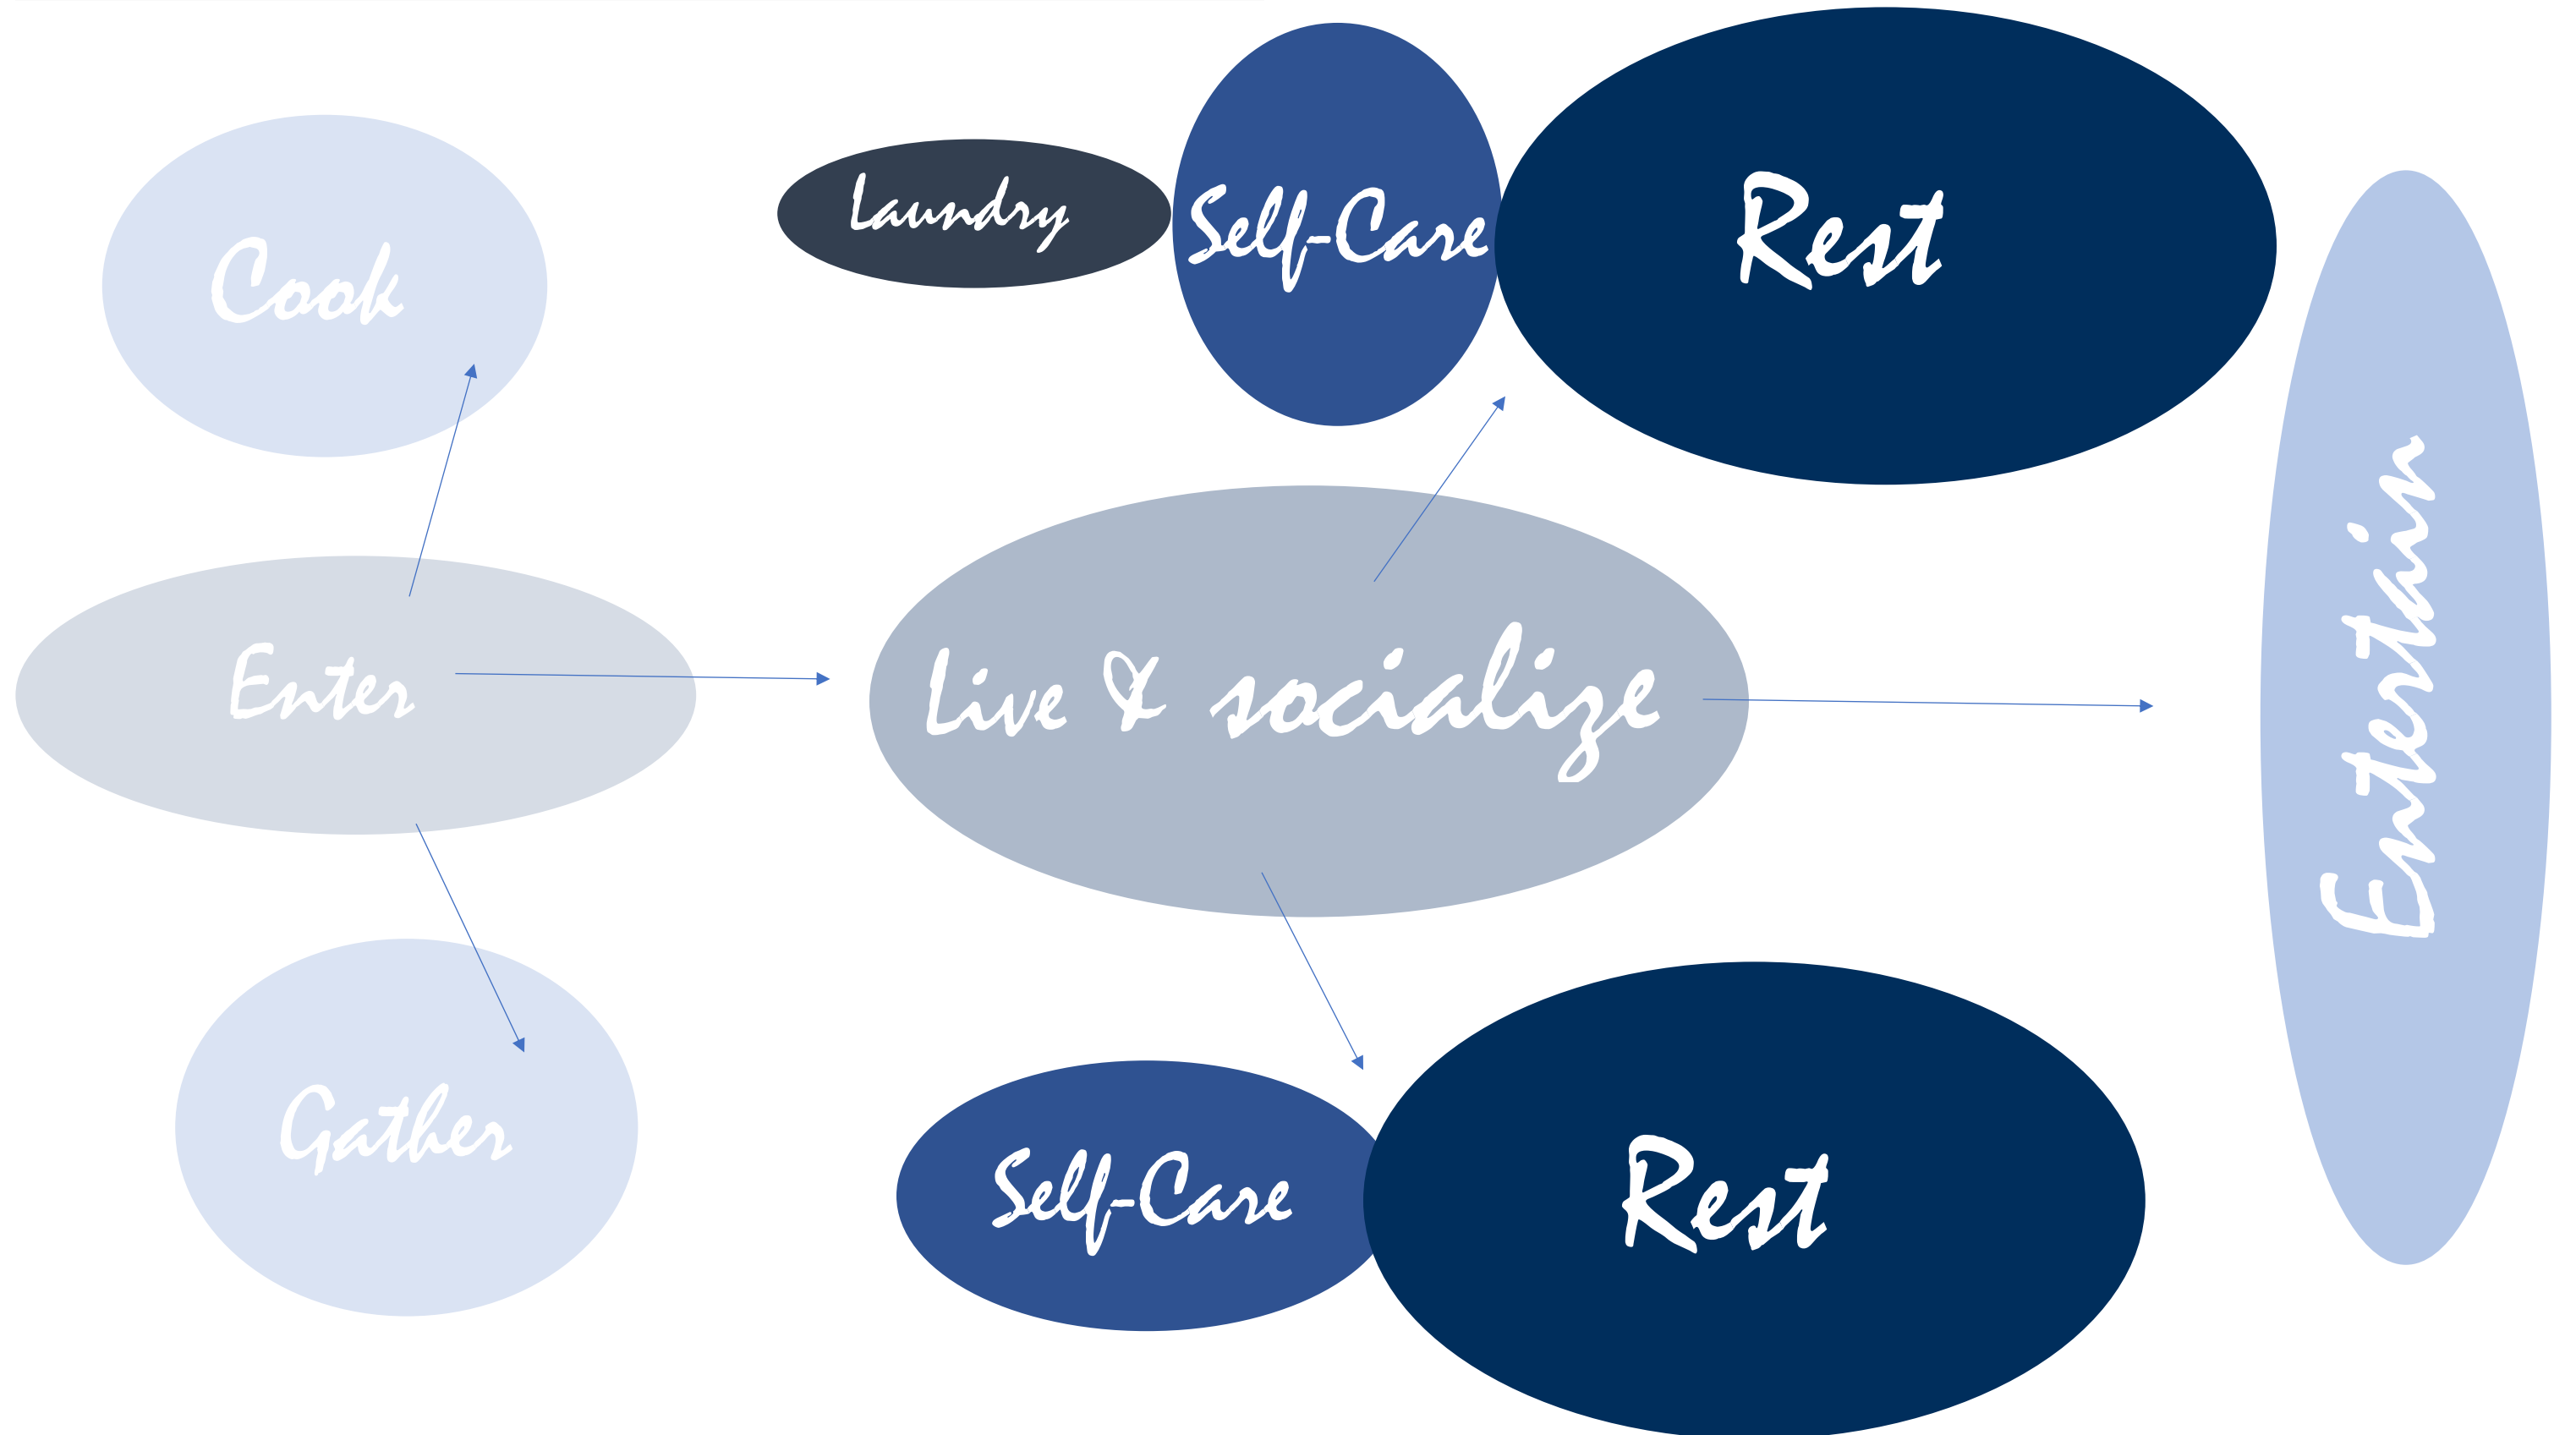 Cook
Laundry
Self-Care
Rest
Enter
Live & socialize
Entertain
Gather
Self-Care
Rest